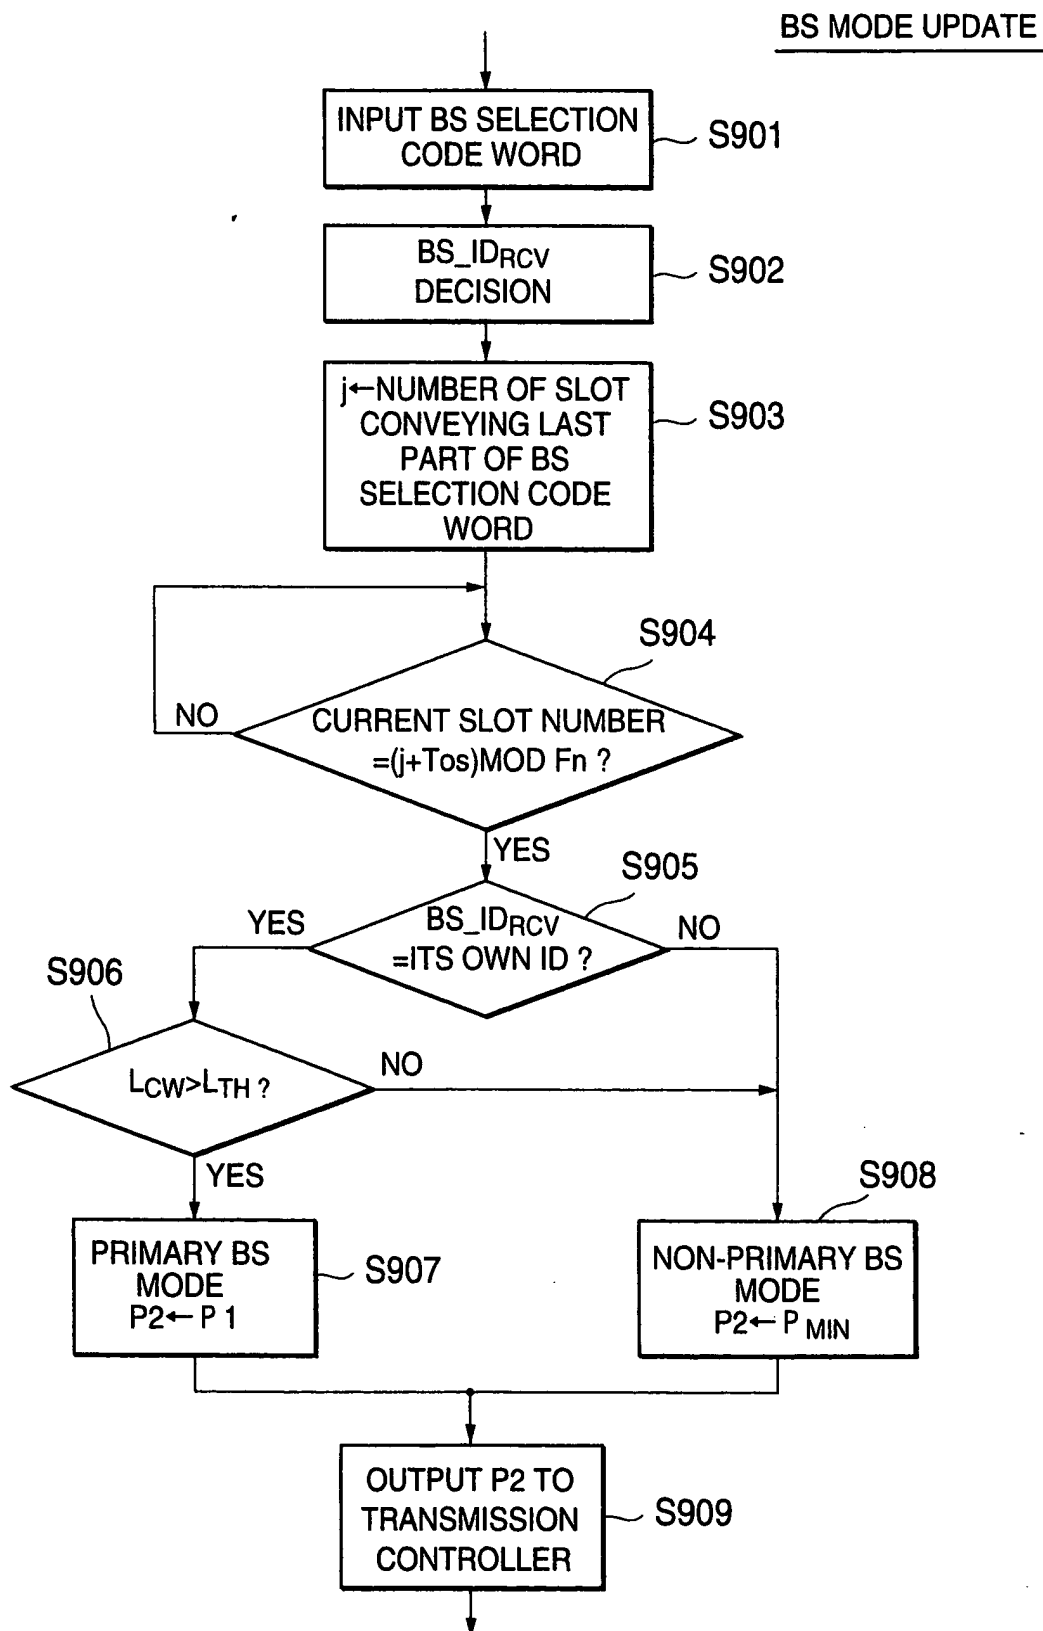 BS MODE UPDATE
INPUT BS SELECTION
CODE WORD
S901
BS_IDRCV
DECISION
S902
j←NUMBER OF SLOT
CONVEYING LAST
PART OF BS
SELECTION CODE
WORD
S903
S904
NO
CURRENT SLOT NUMBER
=(j+Tos)MOD Fn ?
YES
S905
YES
BS_IDRCV
=ITS OWN ID ?
NO
S906
LCW>LTH ?
NO
YES
S908
PRIMARY BS
MODE
P2←P1
S907
NON-PRIMARY BS
MODE
P2←PMIN
OUTPUT P2 TO
TRANSMISSION
CONTROLLER
S909